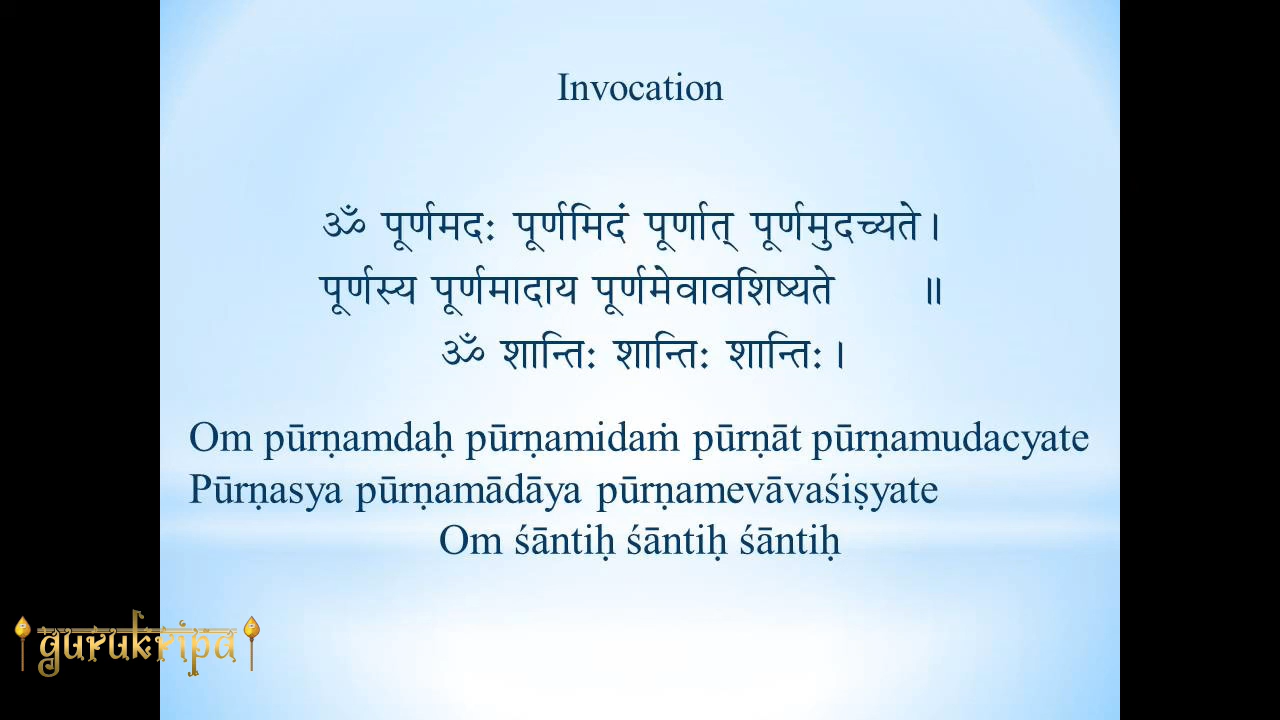 Invocation
ॐ पूर्णमदः पूर्णमिदं पूर्णात् पूर्णमुदच्यते।
पूर्णस्य पूर्णमादाय पूर्णमेवावशिष्यते ॥
ॐ शान्तिः शान्तिः शान्तिः।
Om pūrṇamdaḥ pūrṇamidaṁ pūrṇāt pūrṇamudacyate
Pūrṇasya pūrṇamādāya pūrṇamevāvaśiṣyate
Om śāntiḥ śāntiḥ śāntiḥ
gurukripa